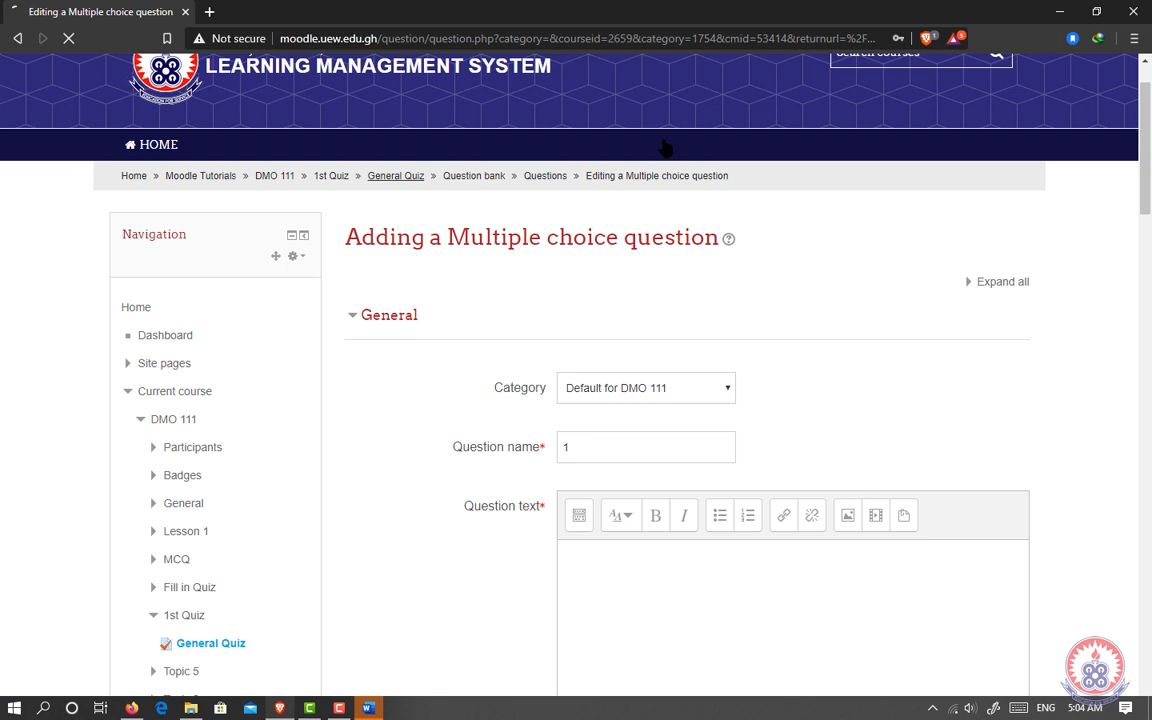 Editing a Multiple choice question
Not secure moodle.uew.edu.gh/question/question.php?category=&courseid=2659&category=1754&cmid=53414&returnurl=%2F...
LEARNING MANAGEMENT SYSTEM
Search courses
HOME
Home » Moodle Tutorials » DMO 111 » 1st Quiz » General Quiz » Question bank » Questions » Editing a Multiple choice question
Navigation
Adding a Multiple choice question
Expand all
General
Home
Dashboard
Category
Default for DMO 111
Site pages
Current course
DMO 111
Question name*
1
Participants
Badges
Question text*
General
Lesson 1
MCQ
Fill in Quiz
1st Quiz
General Quiz
Topic 5
ENG
5:04 AM